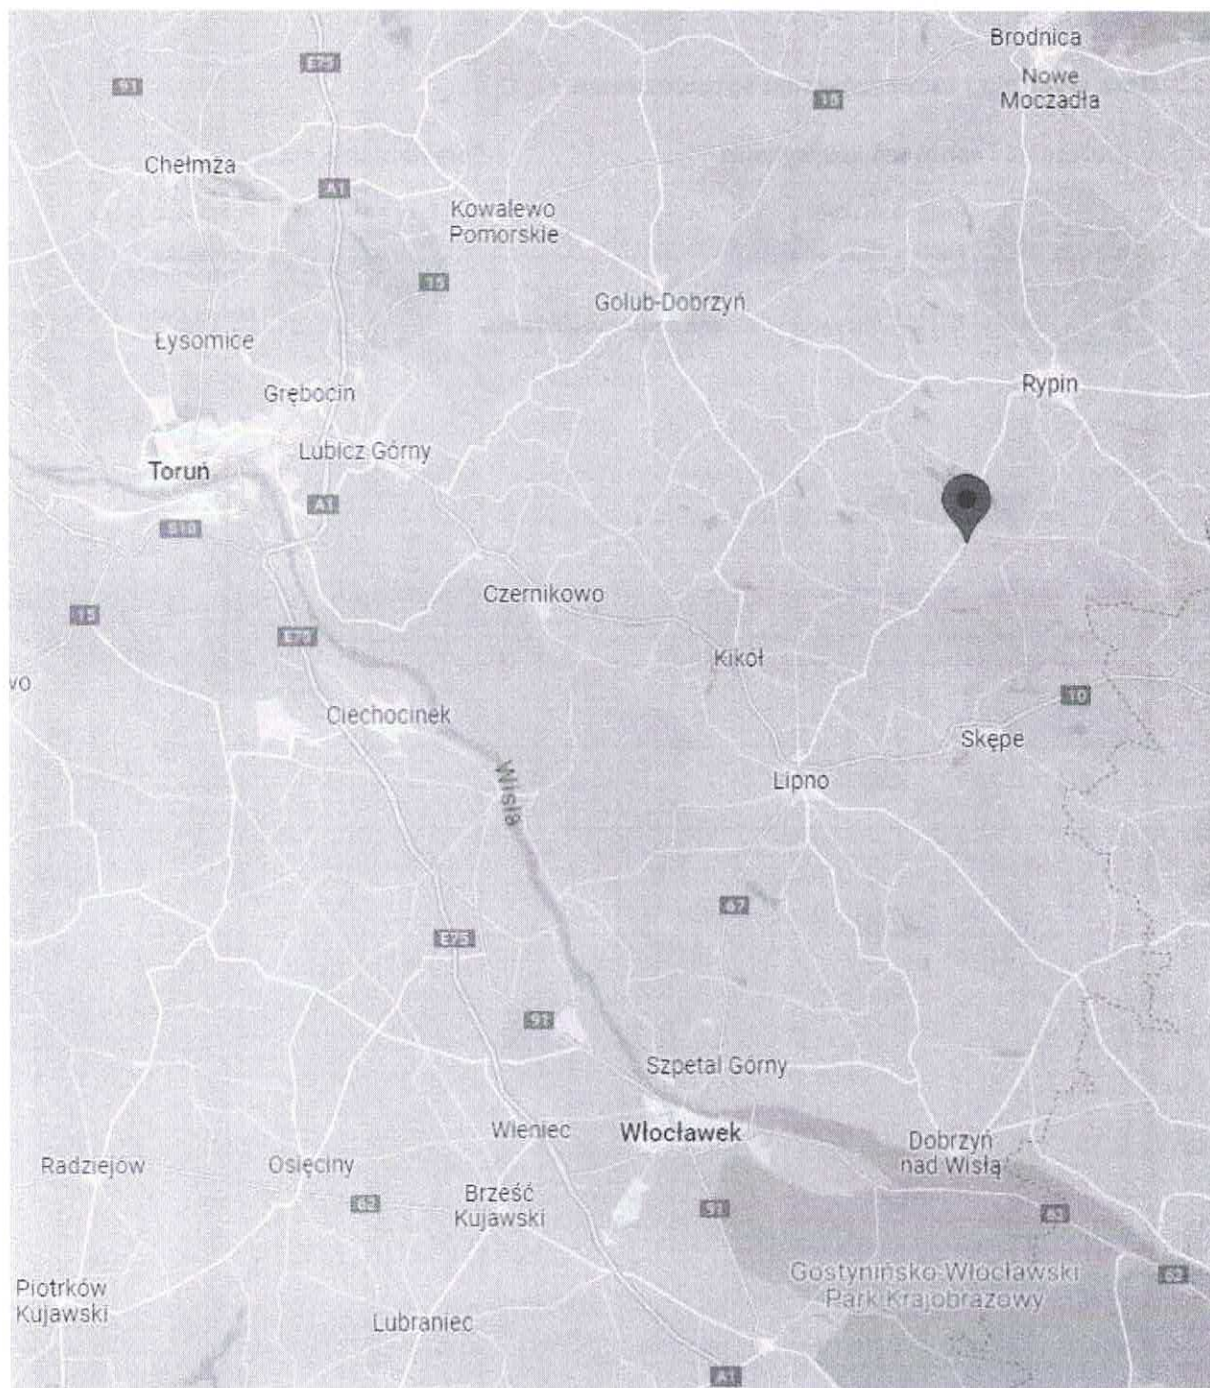 Brodnica
E75
91
Nowe
Moczadła
15
Chełmża
A1
Kowalewo
Pomorskie
15
Golub-Dobrzyń
Łysomice
Rypin
Grębocin
Lubicz Górny
Toruń
A1
S10
Czernikowo
15
E75
Kikół
wo
10
Ciechocinek
Skępe
Lipno
Wisła
67
E75
91
Szpetal Górny
Wieniec
Włocławek
Dobrzyń
nad Wisłą
Radziejów
Osięciny
Brześć
Kujawski
62
91
62
Gostynińsko-Włocławski
Park Krajobrazowy
62
Piotrków
Kujawski
Lubraniec
A1